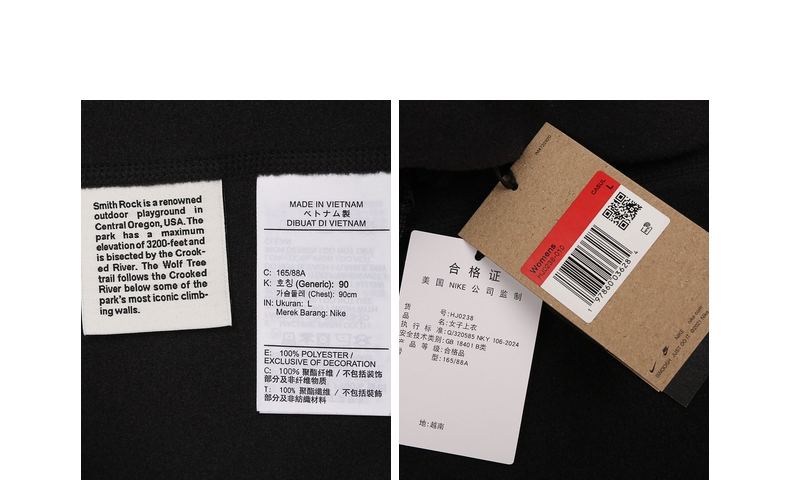 Smith Rock is a renowned
outdoor playground in
Central Oregon, USA. The
park has a maximum
elevation of 3200-feet and
is bisected by the Crook-
ed River. The Wolf Tree
trail follows the Crooked
River below some of the
park's most iconic climb-
ing walls.
MADE IN VIETNAM
ベトナム製
DIBUAT DI VIETNAM
C: 165/88A
K: 호칭 (Generic): 90
가슴둘레 (Chest): 90cm
IN: Ukuran: L
Merek Barang: Nike
E: 100% POLYESTER /
EXCLUSIVE OF DECORATION
C: 100% 聚酯纤维 / 不包括装饰
部分及非纤维物质
T: 100% 聚酯纖維 / 不包括裝飾
部分及非紡織材料
合格证
美国 NIKE 公司监制
货 号:HJ0238
品 名:女子上衣
执行标准:Q/320585 NKY 106-2024
安全技术类别:GB 18401 B类
产品等级:合格品
号 型:165/88A
地:越南
L
Womens
HJ0238-010